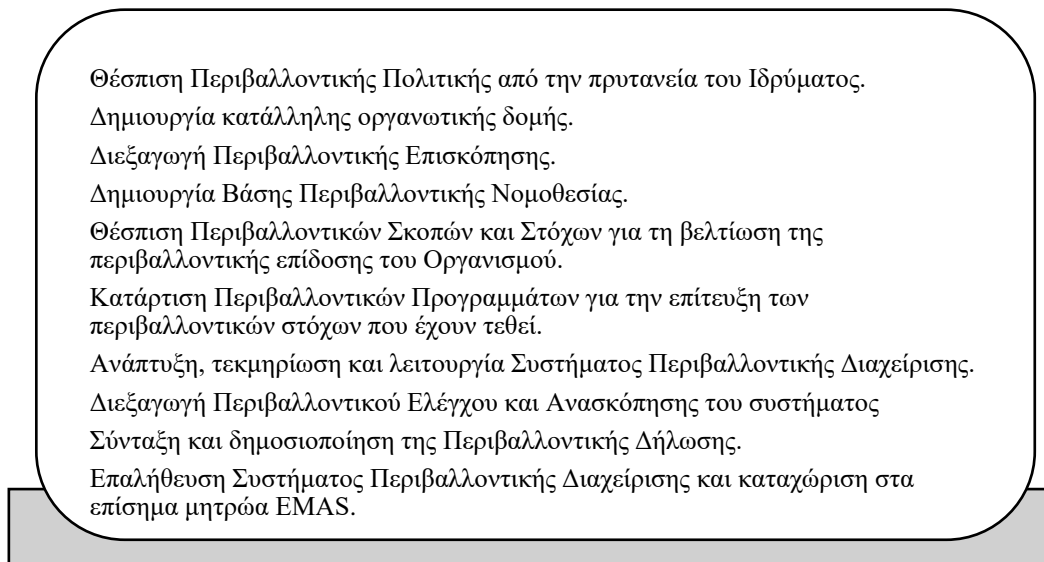 Θέσπιση Περιβαλλοντικής Πολιτικής από την πρυτανεία του Ιδρύματος.
Δημιουργία κατάλληλης οργανωτικής δομής.
Διεξαγωγή Περιβαλλοντικής Επισκόπησης.
Δημιουργία Βάσης Περιβαλλοντικής Νομοθεσίας.
Θέσπιση Περιβαλλοντικών Σκοπών και Στόχων για τη βελτίωση της
περιβαλλοντικής επίδοσης του Οργανισμού.
Κατάρτιση Περιβαλλοντικών Προγραμμάτων για την επίτευξη των
περιβαλλοντικών στόχων που έχουν τεθεί.
Ανάπτυξη, τεκμηρίωση και λειτουργία Συστήματος Περιβαλλοντικής Διαχείρισης.
Διεξαγωγή Περιβαλλοντικού Ελέγχου και Ανασκόπησης του συστήματος
Σύνταξη και δημοσιοποίηση της Περιβαλλοντικής Δήλωσης.
Επαλήθευση Συστήματος Περιβαλλοντικής Διαχείρισης και καταχώριση στα
επίσημα μητρώα EMAS.